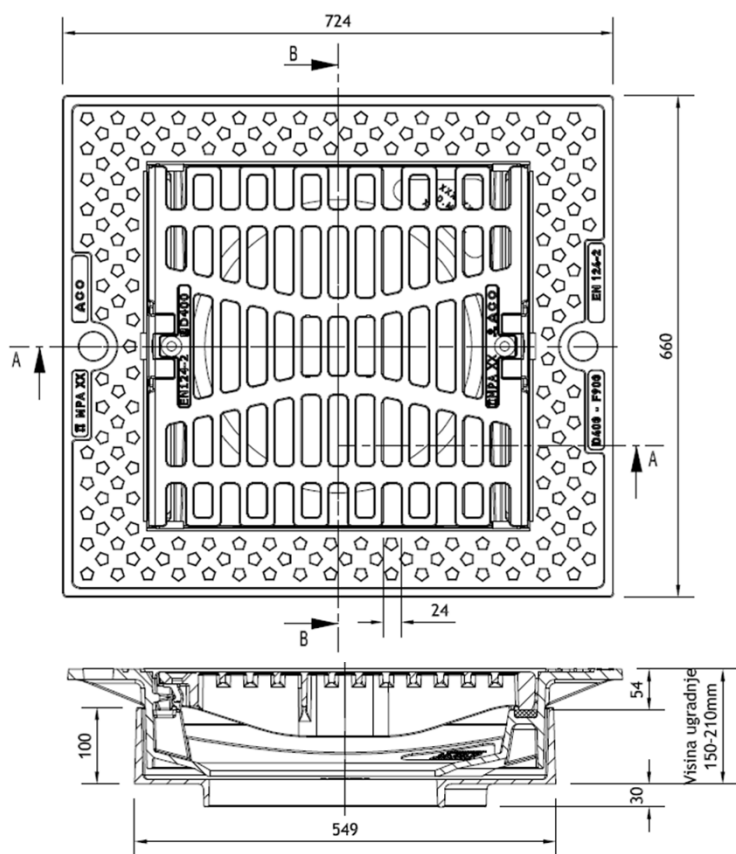 724
B
ACO
EN 124-2
D400
ACO
A
660
EN124-2
MPA XX
MPA XX
D400 - F900
A
B
24
54
Visina ugradnje
150-210mm
100
30
549